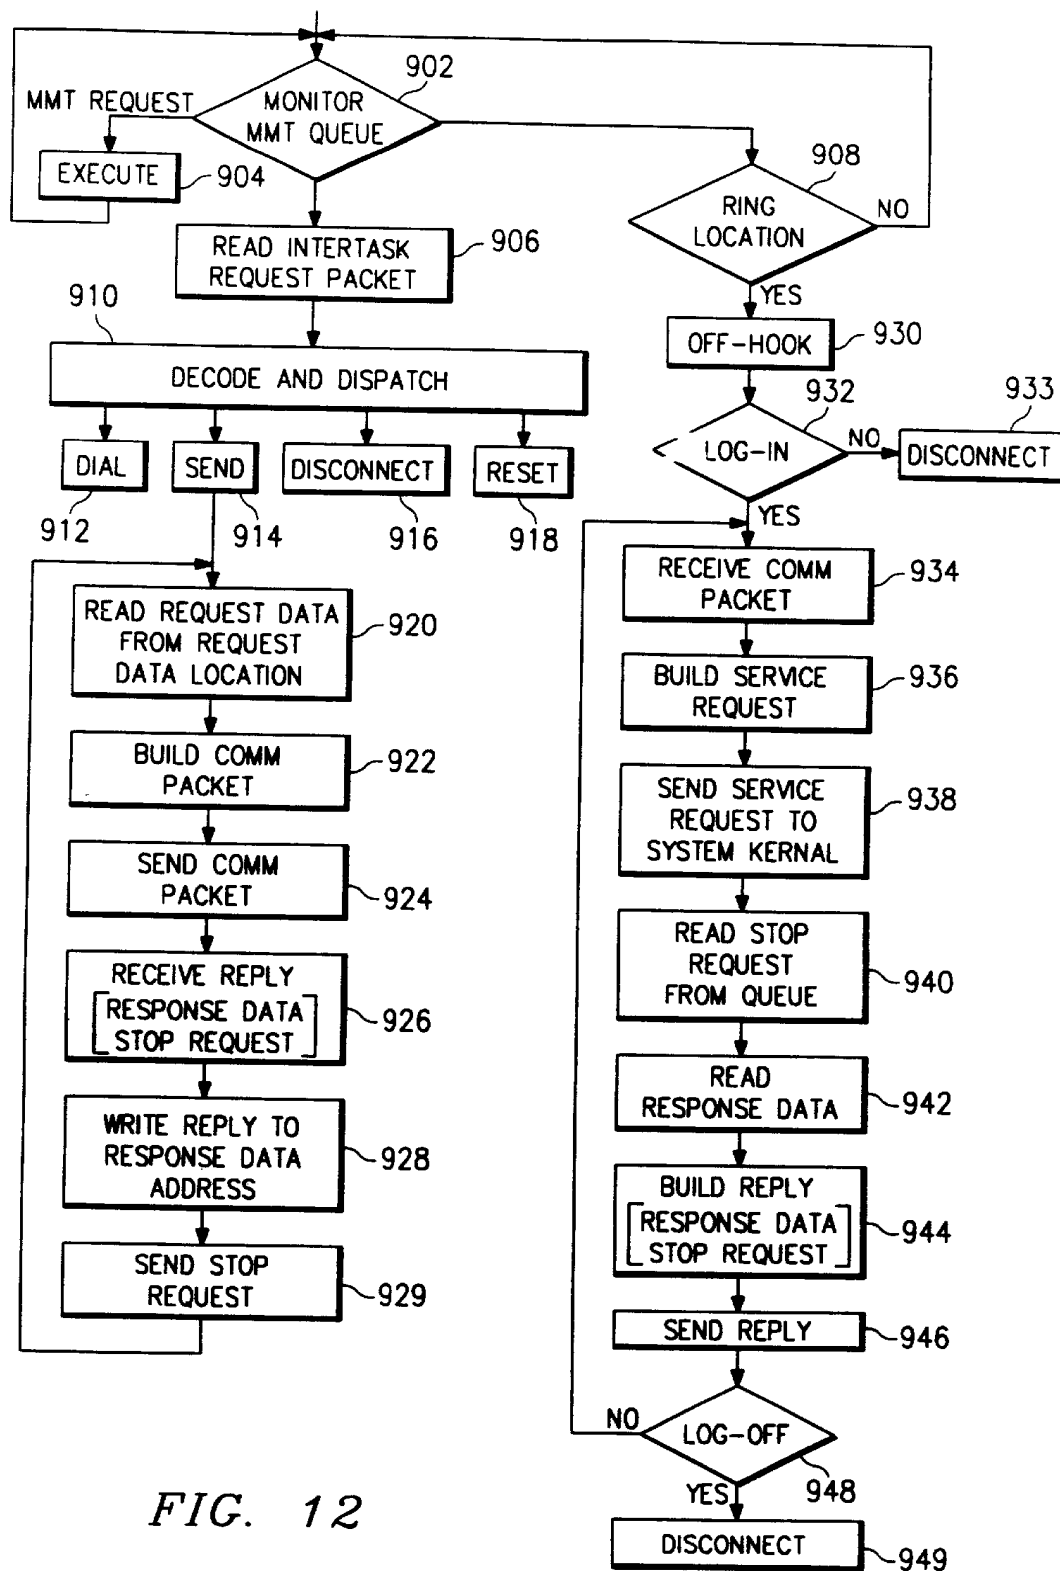 902
MMT REQUEST
MONITOR
MMT QUEUE
EXECUTE
904
908
RING
LOCATION
NO
READ INTERTASK
REQUEST PACKET
906
YES
910
OFF-HOOK
930
DECODE AND DISPATCH
932
933
LOG-IN
NO
DISCONNECT
DIAL
SEND
DISCONNECT
RESET
912
914
916
918
YES
READ REQUEST DATA
FROM REQUEST
DATA LOCATION
920
BUILD COMM
PACKET
922
SEND COMM
PACKET
924
RECEIVE REPLY
RESPONSE DATA
STOP REQUEST
926
WRITE REPLY TO
RESPONSE DATA
ADDRESS
928
SEND STOP
REQUEST
929
RECEIVE COMM
PACKET
934
BUILD SERVICE
REQUEST
936
SEND SERVICE
REQUEST TO
SYSTEM KERNAL
938
READ STOP
REQUEST
FROM QUEUE
940
READ
RESPONSE DATA
942
BUILD REPLY
RESPONSE DATA
STOP REQUEST
944
SEND REPLY
946
NO
LOG-OFF
948
YES
DISCONNECT
949
FIG. 12